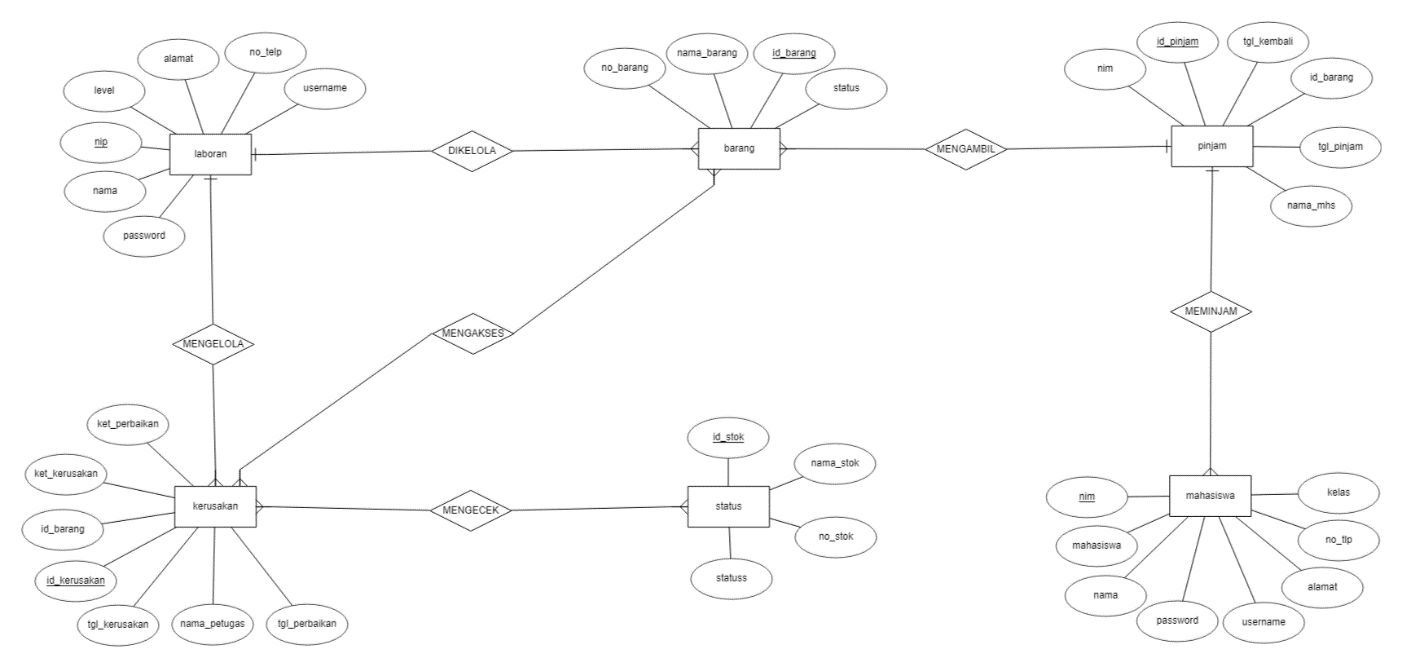 no_telp
alamat
username
level
nip
laboran
nama
password
DIKELOLA
nama_barang
id_barang
no_barang
status
barang
MENGAMBIL
id_pinjam
tgl_kembali
nim
id_barang
pinjam
tgl_pinjam
nama_mhs
MENGELOLA
MENGAKSES
MEMINJAM
ket_perbaikan
ket_kerusakan
id_barang
kerusakan
id_kerusakan
tgl_kerusakan
nama_petugas
tgl_perbaikan
MENGECEK
id_stok
nama_stok
status
no_stok
statuss
nim
mahasiswa
kelas
mahasiswa
no_tlp
nama
alamat
password
username